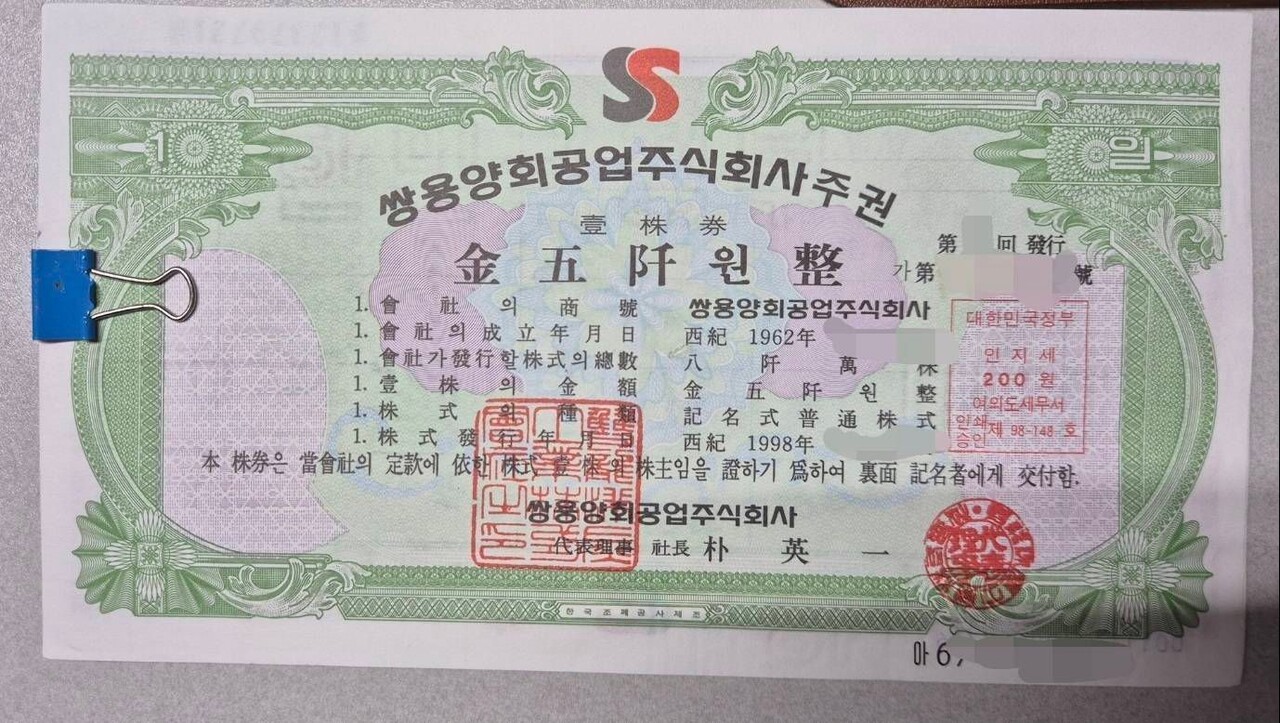 SS
1
일
쌍용양회공업주식회사주권
壹株券
第 回 發行
金五阡원整
가第 號
1. 會社의商號 쌍용양회공업주식회사
1. 會社의成立年月日 西紀 1962年
1. 會社가發行할株式의總數 八阡萬株
1. 壹株의金額 金五阡원整
1. 株式의種類 記名式普通株式
1. 株式發行年月日 西紀 1998年
대한민국정부
인지세
200 원
여의도세무서
인쇄승인 제 98-148 호
本 株券은 當會社의 定款에 依한 株式 壹株의 株主임을 證하기 爲하여 裏面 記名者에게 交付함.
쌍용양회공업주식회사
代表理事 社長 朴英一
한국조폐공사제조
아 6,